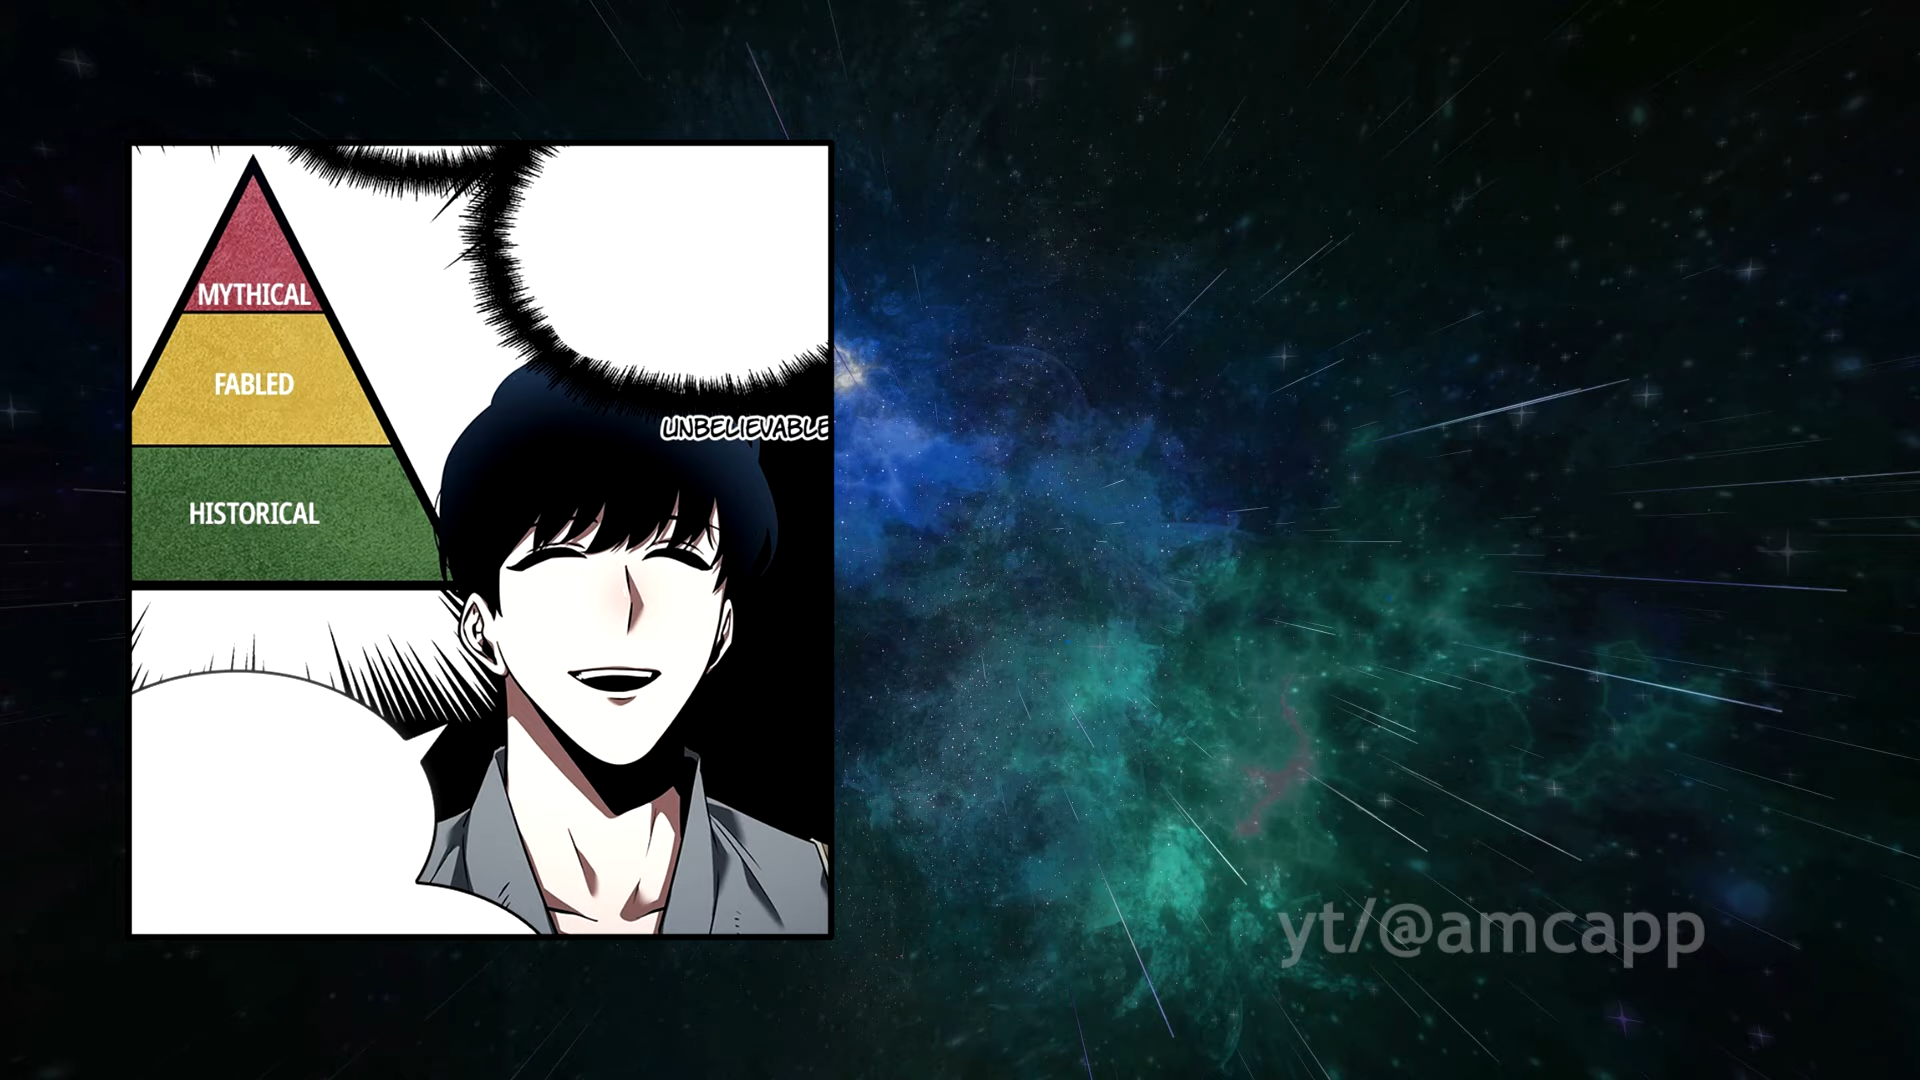 MYTHICAL
FABLED
UNBELIEVABLE
HISTORICAL
yt/@amcapp